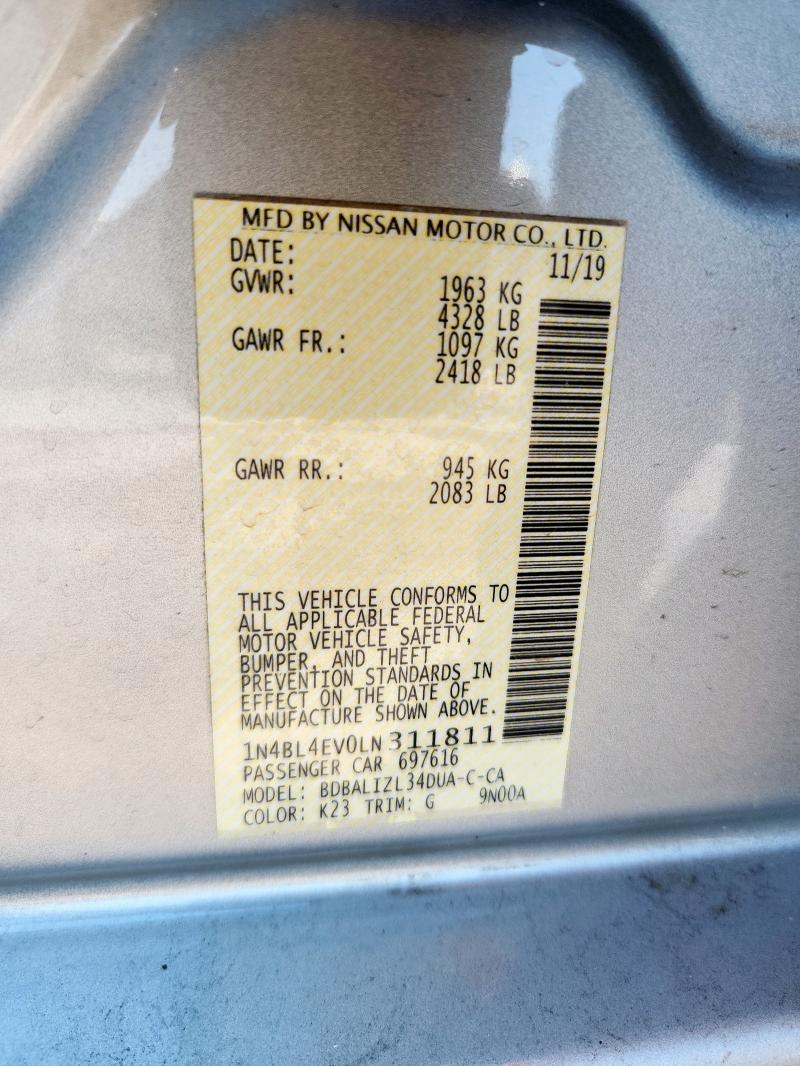 MFD BY NISSAN MOTOR CO., LTD.
DATE: 11/19
GVWR: 1963 KG
4328 LB
GAWR FR.: 1097 KG
2418 LB
GAWR RR.: 945 KG
2083 LB
THIS VEHICLE CONFORMS TO
ALL APPLICABLE FEDERAL
MOTOR VEHICLE SAFETY,
BUMPER, AND THEFT
PREVENTION STANDARDS IN
EFFECT ON THE DATE OF
MANUFACTURE SHOWN ABOVE.
1N4BL4EV0LN311811
PASSENGER CAR 697616
MODEL: BDBALIZL34DUA-C-CA
COLOR: K23 TRIM: G 9N00A